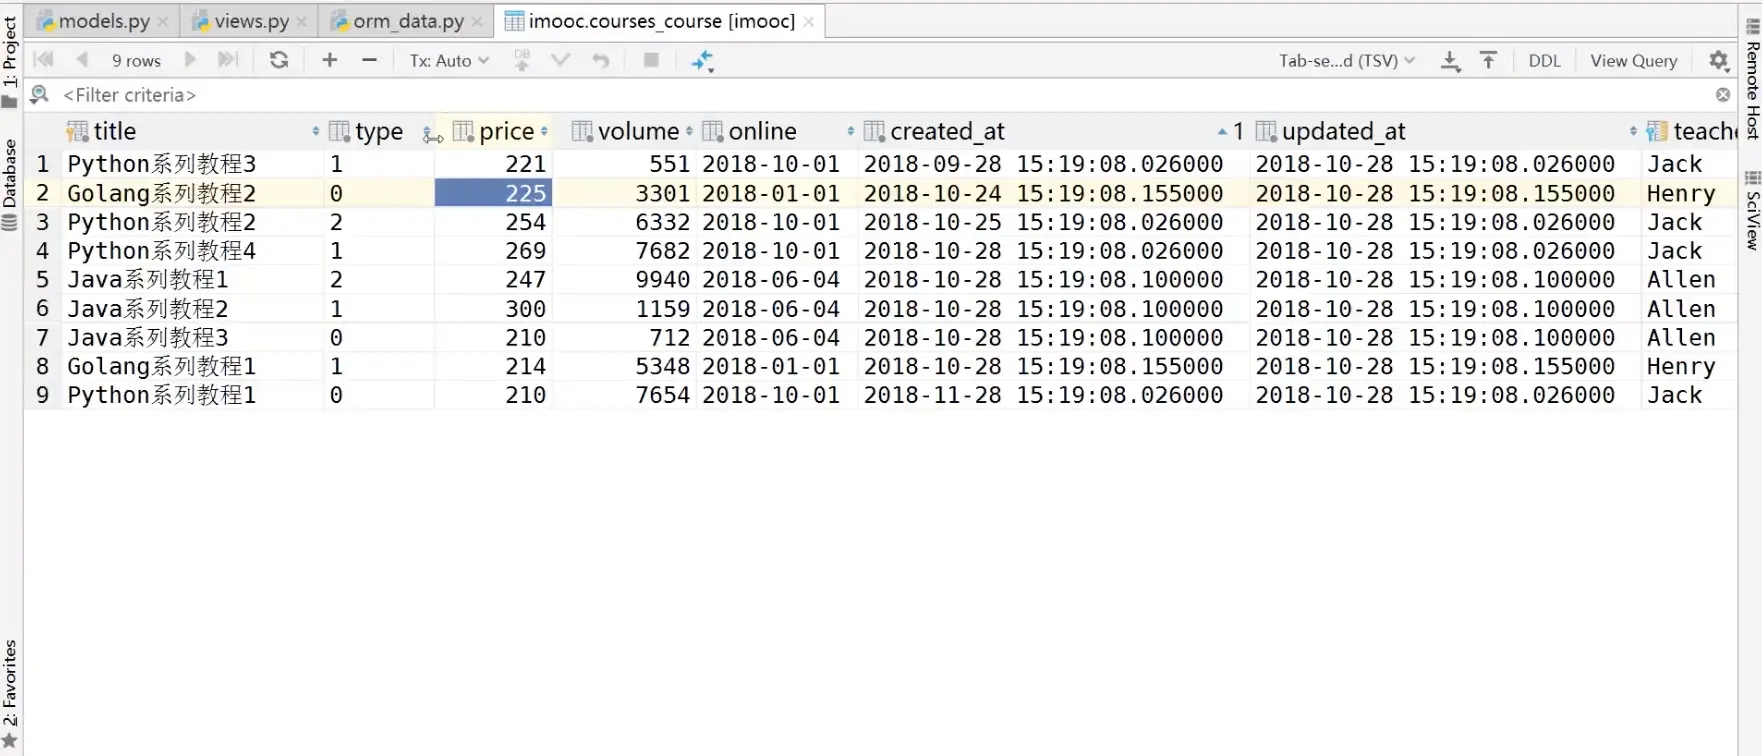 models.py views.py orm_data.py imooc.courses_course [imooc]
9 rows Tx: Auto DB Tab-se...d (TSV) DDL View Query
<Filter criteria>
title type price volume online created_at 1 updated_at teache
1 Python系列教程3 1 221 551 2018-10-01 2018-09-28 15:19:08.026000 2018-10-28 15:19:08.026000 Jack
2 Golang系列教程2 0 225 3301 2018-01-01 2018-10-24 15:19:08.155000 2018-10-28 15:19:08.155000 Henry
3 Python系列教程2 2 254 6332 2018-10-01 2018-10-25 15:19:08.026000 2018-10-28 15:19:08.026000 Jack
4 Python系列教程4 1 269 7682 2018-10-01 2018-10-28 15:19:08.026000 2018-10-28 15:19:08.026000 Jack
5 Java系列教程1 2 247 9940 2018-06-04 2018-10-28 15:19:08.100000 2018-10-28 15:19:08.100000 Allen
6 Java系列教程2 1 300 1159 2018-06-04 2018-10-28 15:19:08.100000 2018-10-28 15:19:08.100000 Allen
7 Java系列教程3 0 210 712 2018-06-04 2018-10-28 15:19:08.100000 2018-10-28 15:19:08.100000 Allen
8 Golang系列教程1 1 214 5348 2018-01-01 2018-10-28 15:19:08.155000 2018-10-28 15:19:08.155000 Henry
9 Python系列教程1 0 210 7654 2018-10-01 2018-11-28 15:19:08.026000 2018-10-28 15:19:08.026000 Jack
1: Project
Database
2: Favorites
Remote Host
SciView